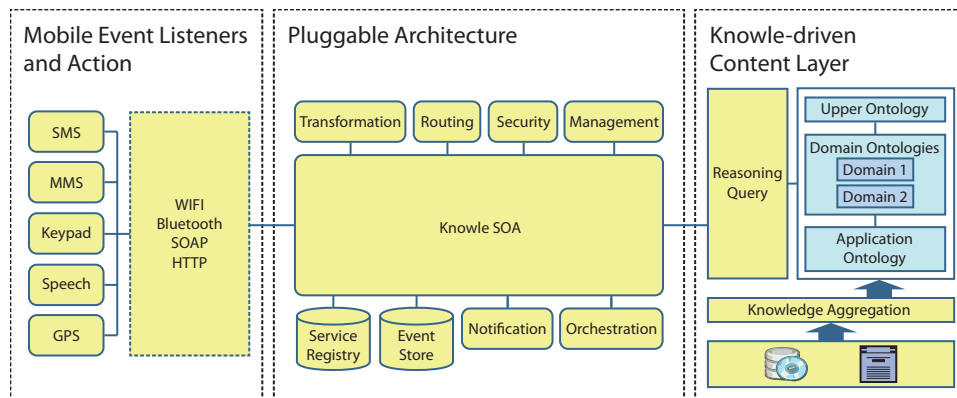 Mobile Event Listeners
and Action
SMS
MMS
Keypad
Speech
GPS
WIFI
Bluetooth
SOAP
HTTP
Pluggable Architecture
Transformation
Routing
Security
Management
Knowle SOA
Service
Registry
Event
Store
Notification
Orchestration
Knowle-driven
Content Layer
Reasoning
Query
Upper Ontology
Domain Ontologies
Domain 1
Domain 2
Application
Ontology
Knowledge Aggregation